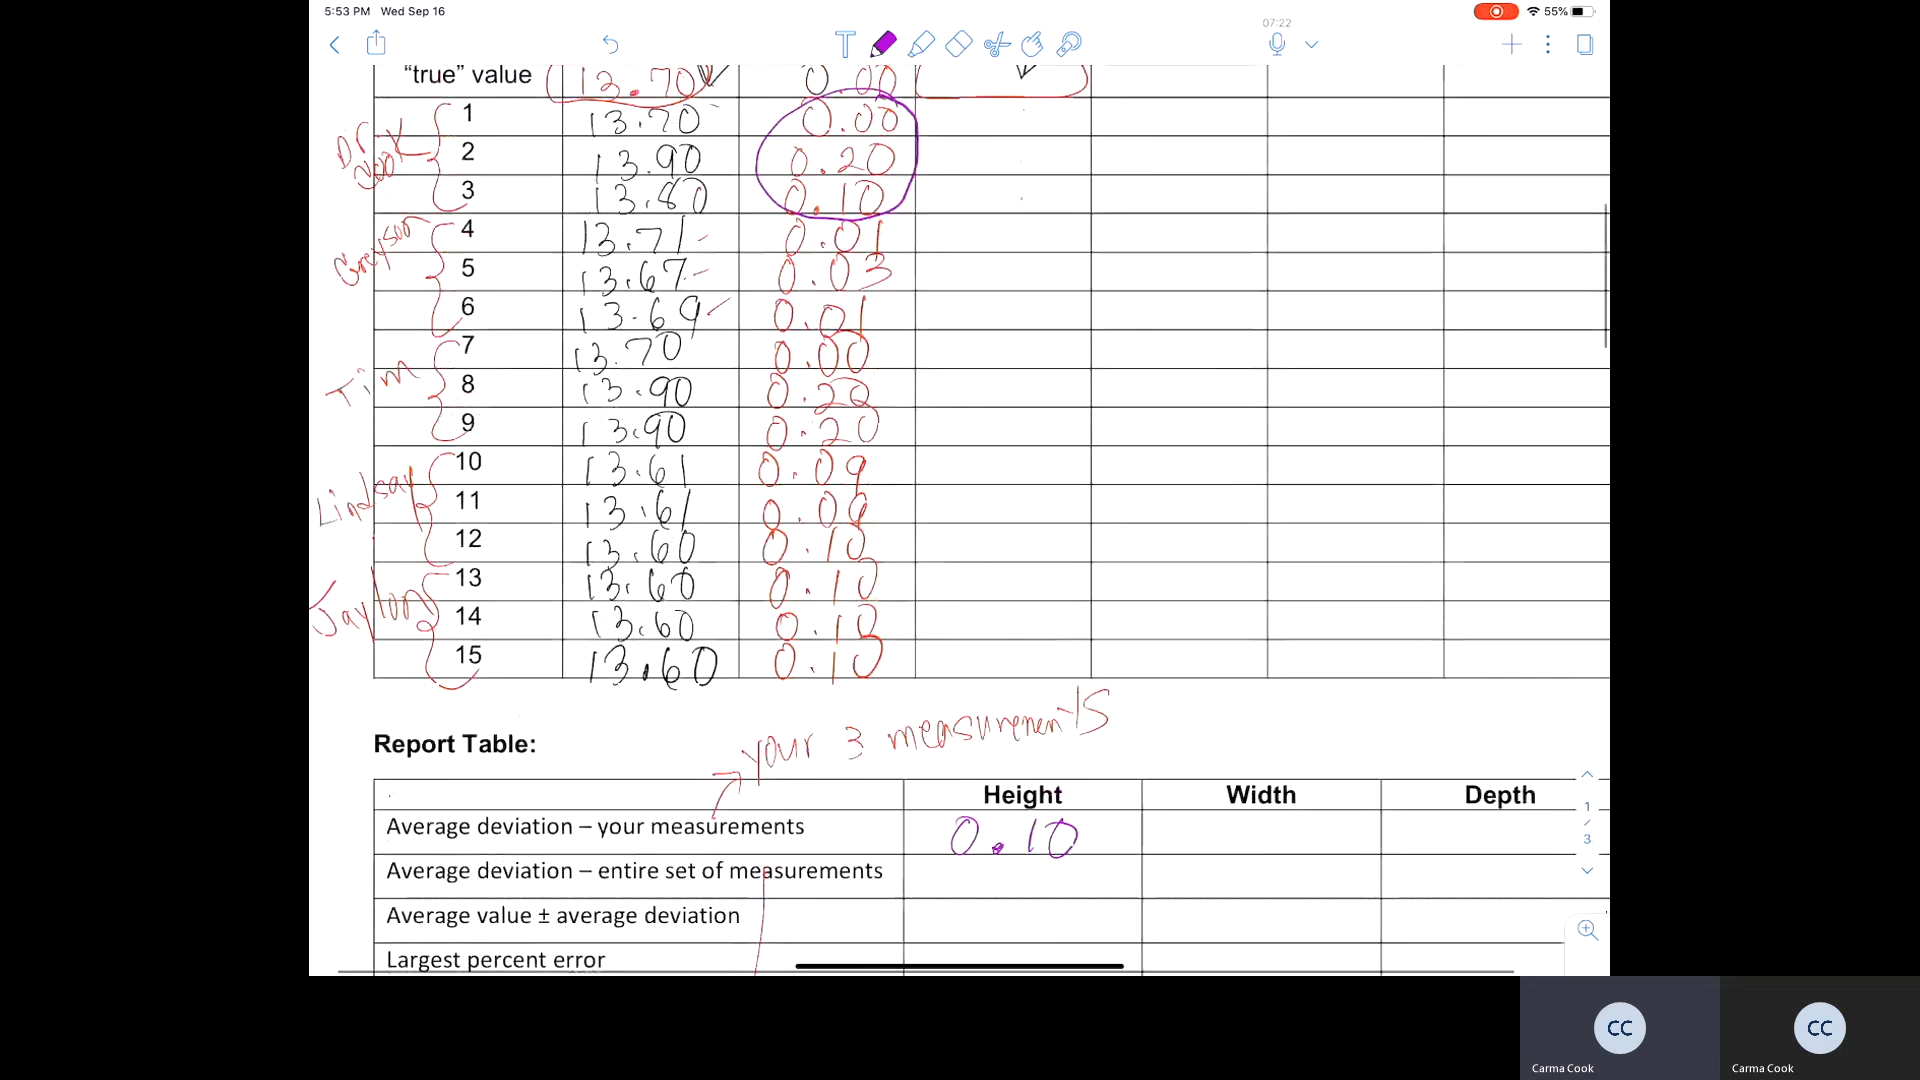 5:53 PM Wed Sep 16
55%
07:22
T
"true" value 13.70 0.00
Dr Cook
1 13.70 0.00
2 13.90 0.20
3 13.80 0.10
Greyson
4 13.71 0.01
5 13.67 0.03
6 13.69 0.01
Tim
7 13.70 0.00
8 13.90 0.20
9 13.90 0.20
Lindsay
10 13.61 0.09
11 13.61 0.09
12 13.60 0.10
Jaylon
13 13.60 0.10
14 13.60 0.10
15 13.60 0.10
your 3 measurements
Report Table:
Height Width Depth
Average deviation – your measurements 0.10
Average deviation – entire set of measurements
Average value ± average deviation
Largest percent error
1
/
3
CC CC
Carma Cook Carma Cook